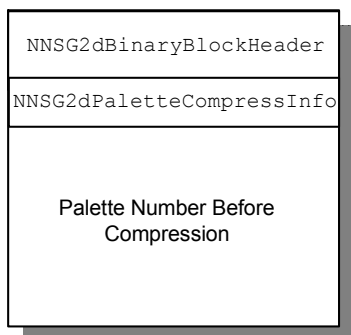 NNSG2dBinaryBlockHeader
NNSG2dPaletteCompressInfo
Palette Number Before
Compression